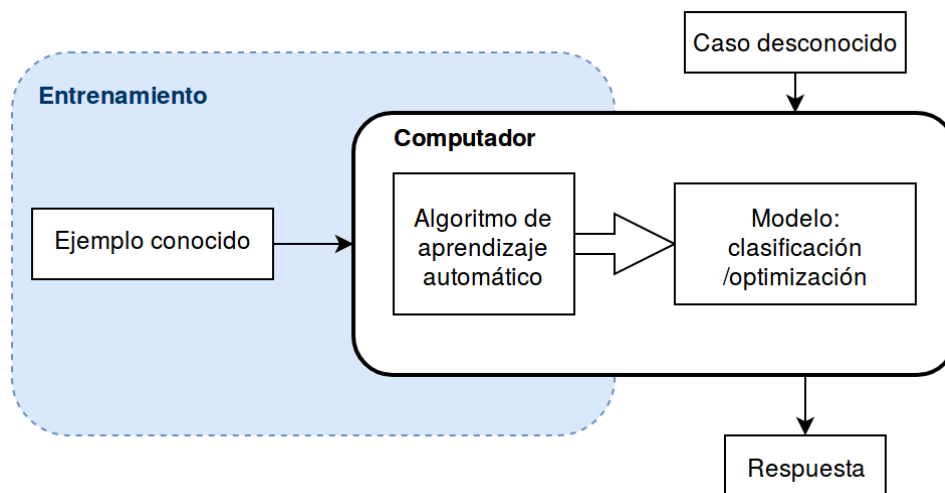 Caso desconocido
Entrenamiento
Computador
Ejemplo conocido
Algoritmo de
aprendizaje
automático
Modelo:
clasificación
/optimización
Respuesta